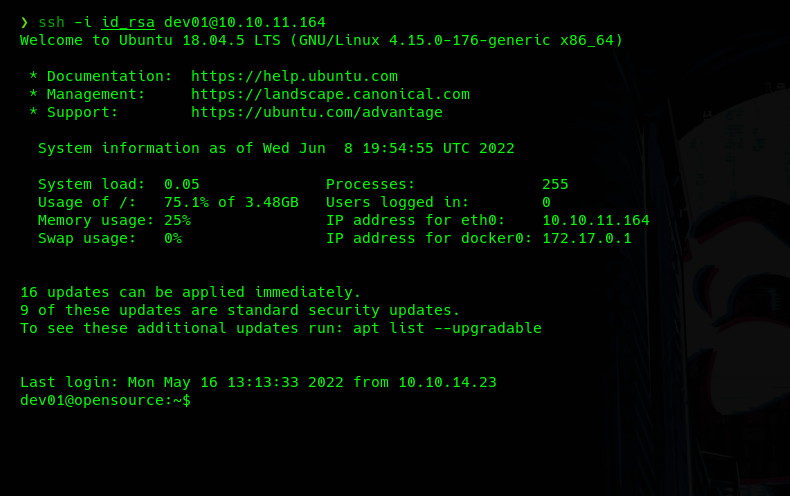 ❯ ssh -i id_rsa dev01@10.10.11.164
Welcome to Ubuntu 18.04.5 LTS (GNU/Linux 4.15.0-176-generic x86_64)
* Documentation:  https://help.ubuntu.com
* Management:     https://landscape.canonical.com
* Support:        https://ubuntu.com/advantage
System information as of Wed Jun  8 19:54:55 UTC 2022
System load:  0.05              Processes:              255
Usage of /:   75.1% of 3.48GB   Users logged in:        0
Memory usage: 25%               IP address for eth0:    10.10.11.164
Swap usage:   0%                IP address for docker0: 172.17.0.1
16 updates can be applied immediately.
9 of these updates are standard security updates.
To see these additional updates run: apt list --upgradable
Last login: Mon May 16 13:13:33 2022 from 10.10.14.23
dev01@opensource:~$